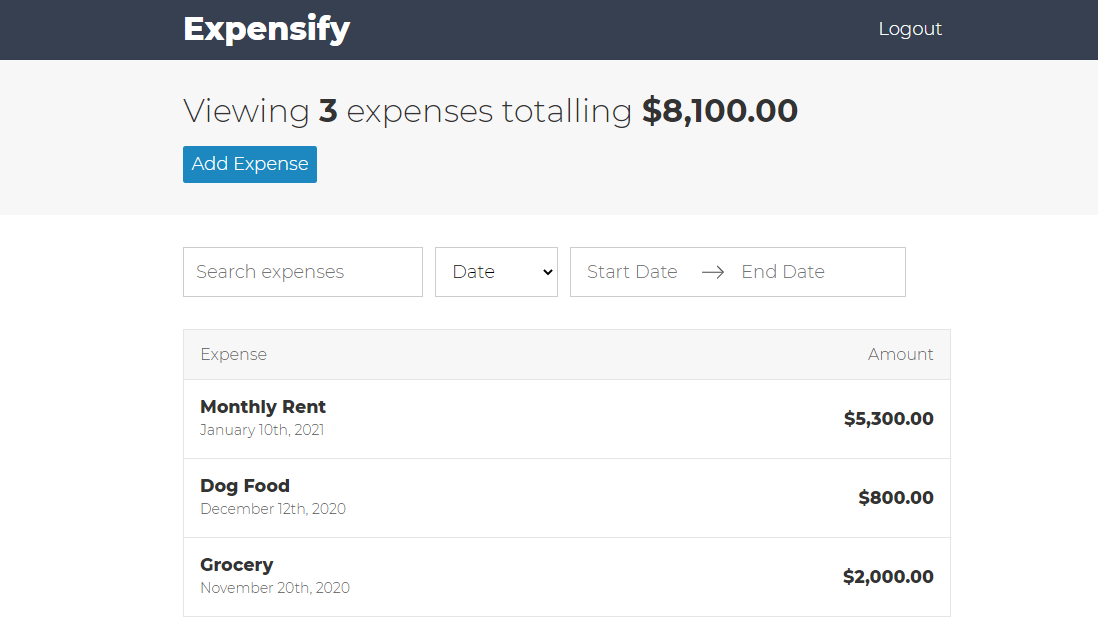 Expensify
Logout
Viewing 3 expenses totalling $8,100.00
Add Expense
Search expenses
Date
Start Date
End Date
Expense
Amount
Monthly Rent
January 10th, 2021
$5,300.00
Dog Food
December 12th, 2020
$800.00
Grocery
November 20th, 2020
$2,000.00